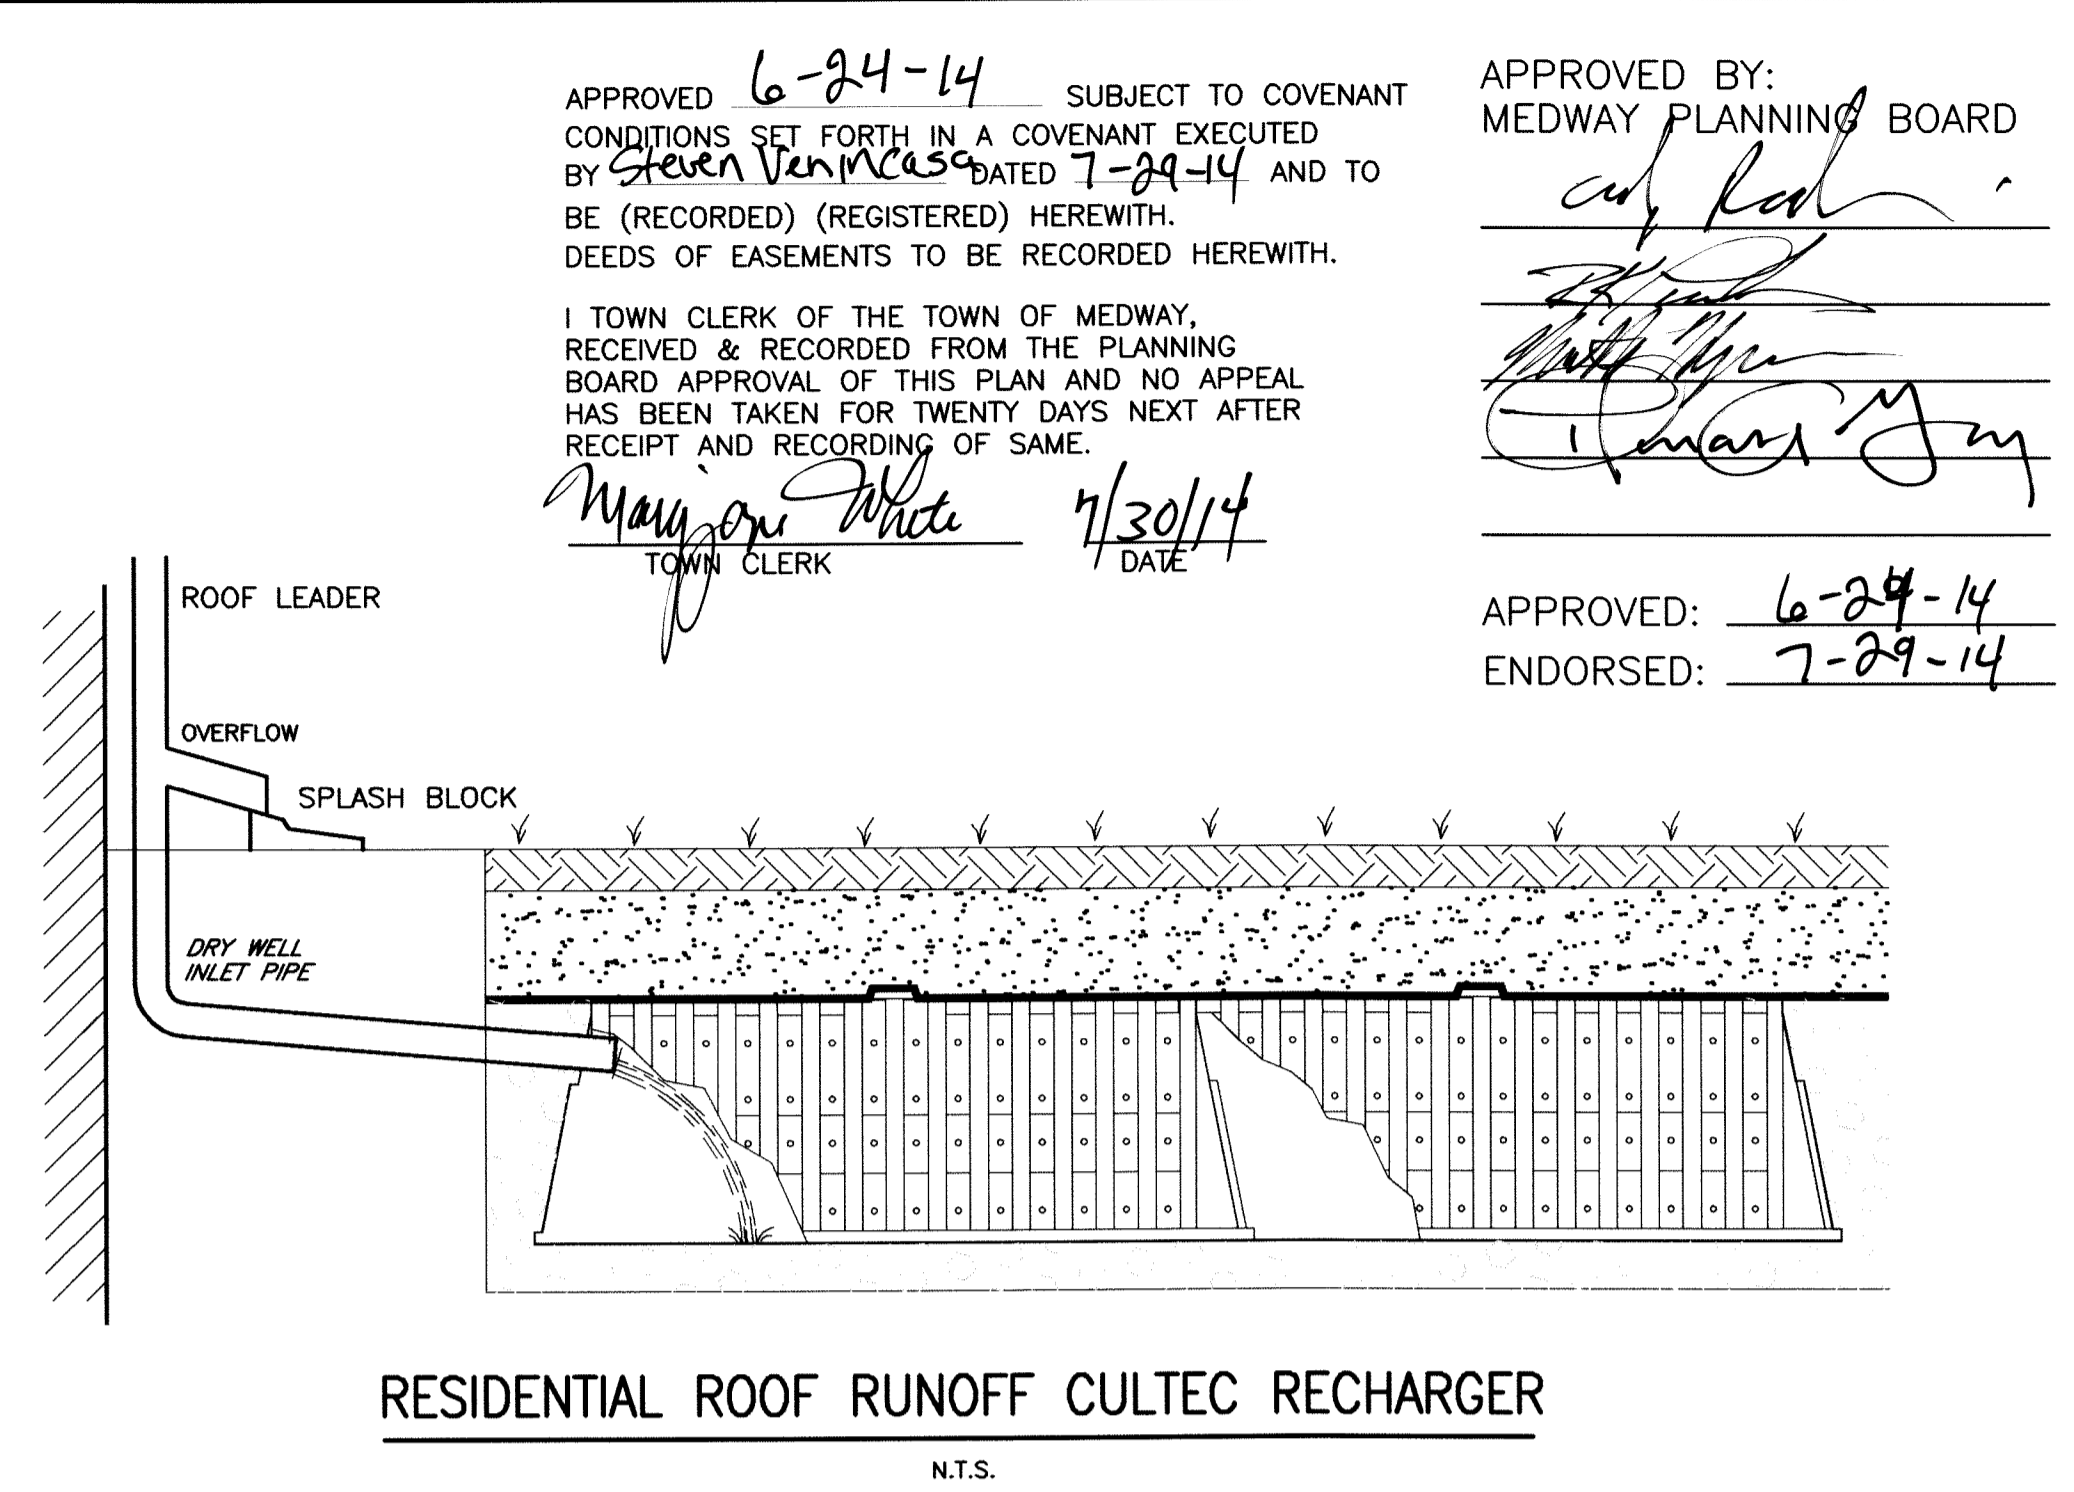 APPROVED 6-24-14 SUBJECT TO COVENANT
CONDITIONS SET FORTH IN A COVENANT EXECUTED
BY Steven Venincasa DATED 7-29-14 AND TO
BE (RECORDED) (REGISTERED) HEREWITH.
DEEDS OF EASEMENTS TO BE RECORDED HEREWITH.
I TOWN CLERK OF THE TOWN OF MEDWAY,
RECEIVED & RECORDED FROM THE PLANNING
BOARD APPROVAL OF THIS PLAN AND NO APPEAL
HAS BEEN TAKEN FOR TWENTY DAYS NEXT AFTER
RECEIPT AND RECORDING OF SAME.
Marjorie White 7/30/14
TOWN CLERK DATE
APPROVED BY:
MEDWAY PLANNING BOARD
APPROVED: 6-24-14
ENDORSED: 7-29-14
ROOF LEADER
OVERFLOW
SPLASH BLOCK
DRY WELL
INLET PIPE
RESIDENTIAL ROOF RUNOFF CULTEC RECHARGER
N.T.S.